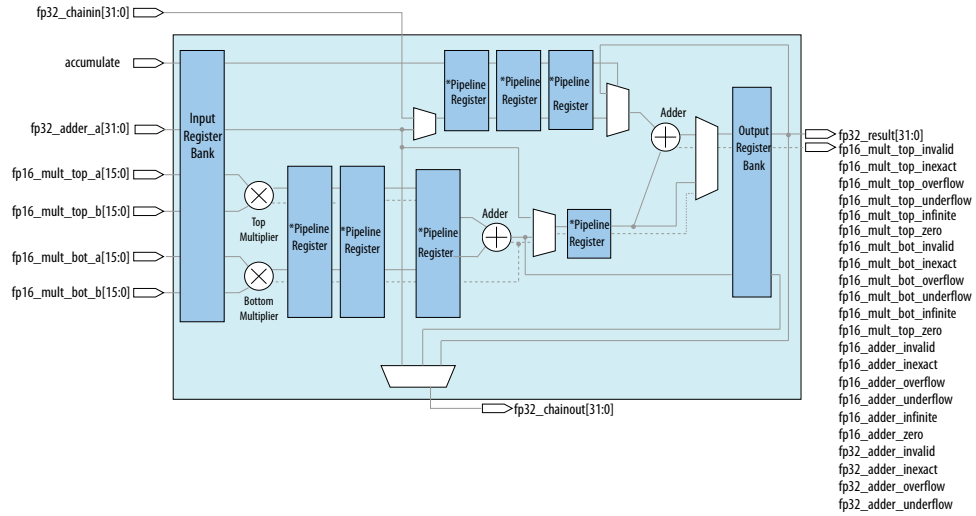 fp32_chainin[31:0]
accumulate
fp32_adder_a[31:0]
fp16_mult_top_a[15:0]
fp16_mult_top_b[15:0]
fp16_mult_bot_a[15:0]
fp16_mult_bot_b[15:0]
Input
Register
Bank
Top
Multiplier
Bottom
Multiplier
*Pipeline
Register
*Pipeline
Register
*Pipeline
Register
*Pipeline
Register
*Pipeline
Register
*Pipeline
Register
Adder
*Pipeline
Register
Adder
Output
Register
Bank
fp32_chainout[31:0]
fp32_result[31:0]
fp16_mult_top_invalid
fp16_mult_top_inexact
fp16_mult_top_overflow
fp16_mult_top_underflow
fp16_mult_top_infinite
fp16_mult_top_zero
fp16_mult_bot_invalid
fp16_mult_bot_inexact
fp16_mult_bot_overflow
fp16_mult_bot_underflow
fp16_mult_bot_infinite
fp16_mult_top_zero
fp16_adder_invalid
fp16_adder_inexact
fp16_adder_overflow
fp16_adder_underflow
fp16_adder_infinite
fp16_adder_zero
fp32_adder_invalid
fp32_adder_inexact
fp32_adder_overflow
fp32_adder_underflow